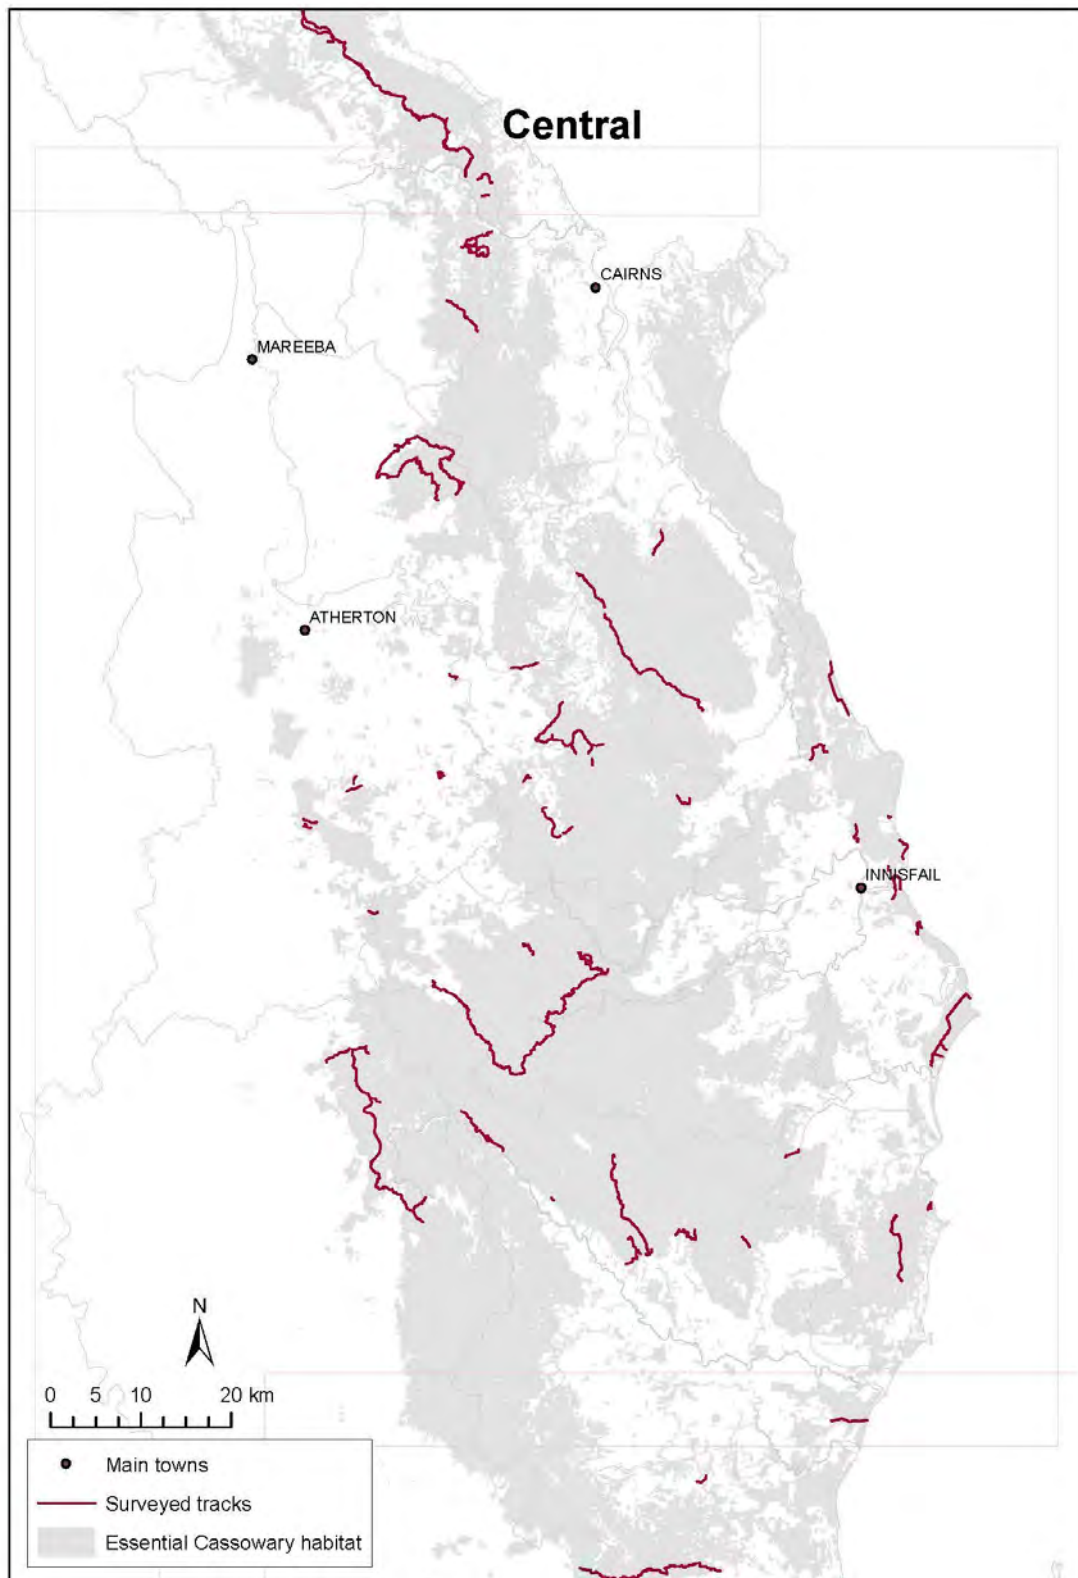 Central
CAIRNS
MAREEBA
ATHERTON
INNISFAIL
N
0 5 10 20 km
Main towns
Surveyed tracks
Essential Cassowary habitat